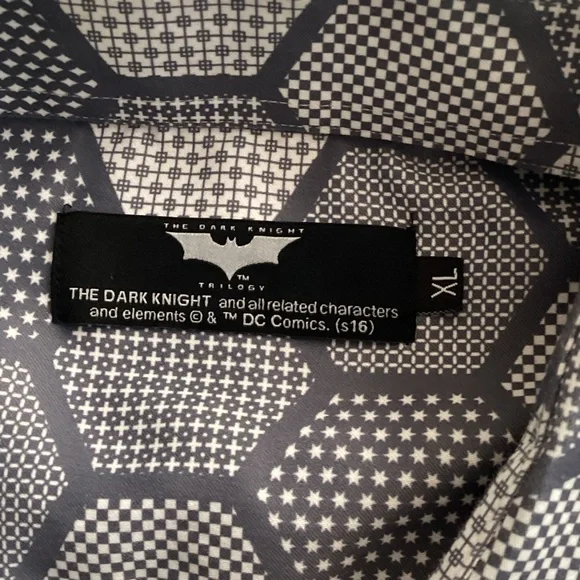 THE DARK KNIGHT
™
TRILOGY
THE DARK KNIGHT and all related characters
and elements © & ™ DC Comics. (s16)
XL